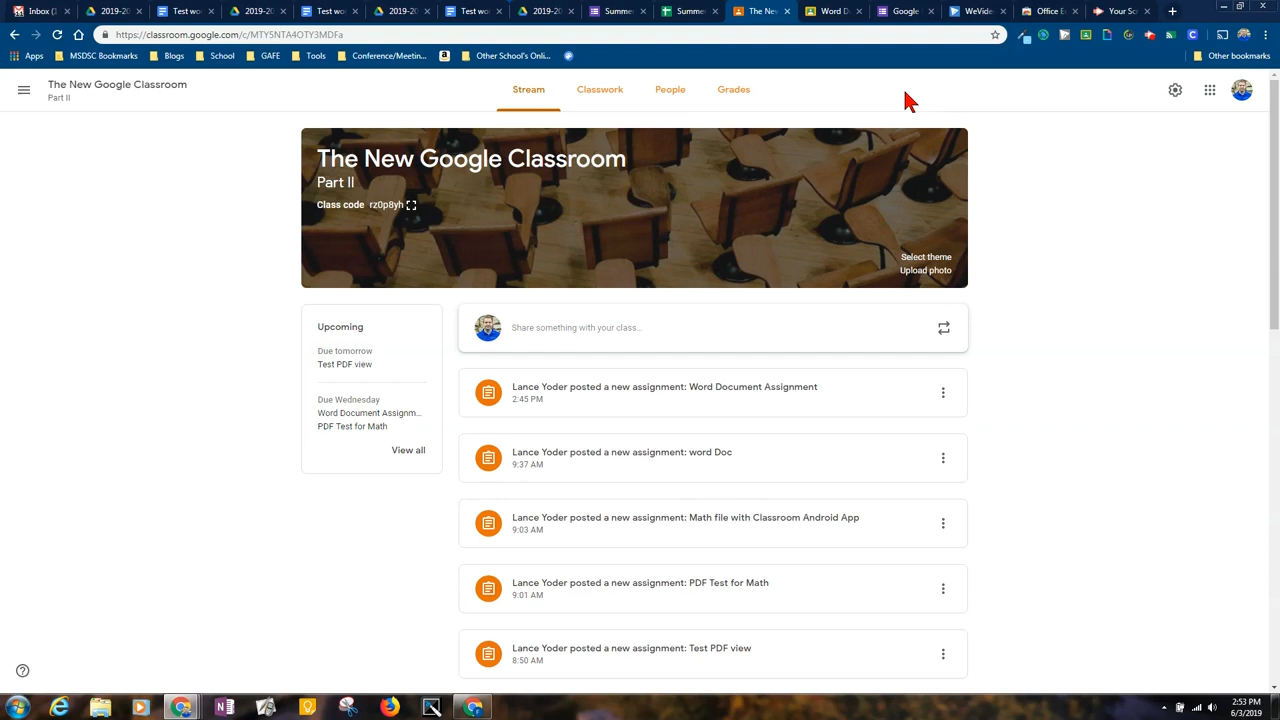 Inbox (
2019-20
Test wo
2019-20
Test wo
2019-20
Test wo
2019-20
Summe
Summe
The Ne
Word D
Google
WeVide
Office E
Your Sc
https://classroom.google.com/c/MTY5NTA4OTY3MDFa
Apps
MSDSC Bookmarks
Blogs
School
GAFE
Tools
Conference/Meetin...
Other School's Onli...
Other bookmarks
The New Google Classroom
Part II
Stream
Classwork
People
Grades
The New Google Classroom
Part II
Class code rz0p8yh
Select theme
Upload photo
Upcoming
Due tomorrow
Test PDF view
Due Wednesday
Word Document Assignm...
PDF Test for Math
View all
Share something with your class...
Lance Yoder posted a new assignment: Word Document Assignment
2:45 PM
Lance Yoder posted a new assignment: word Doc
9:37 AM
Lance Yoder posted a new assignment: Math file with Classroom Android App
9:03 AM
Lance Yoder posted a new assignment: PDF Test for Math
9:01 AM
Lance Yoder posted a new assignment: Test PDF view
8:50 AM
2:53 PM
6/3/2019